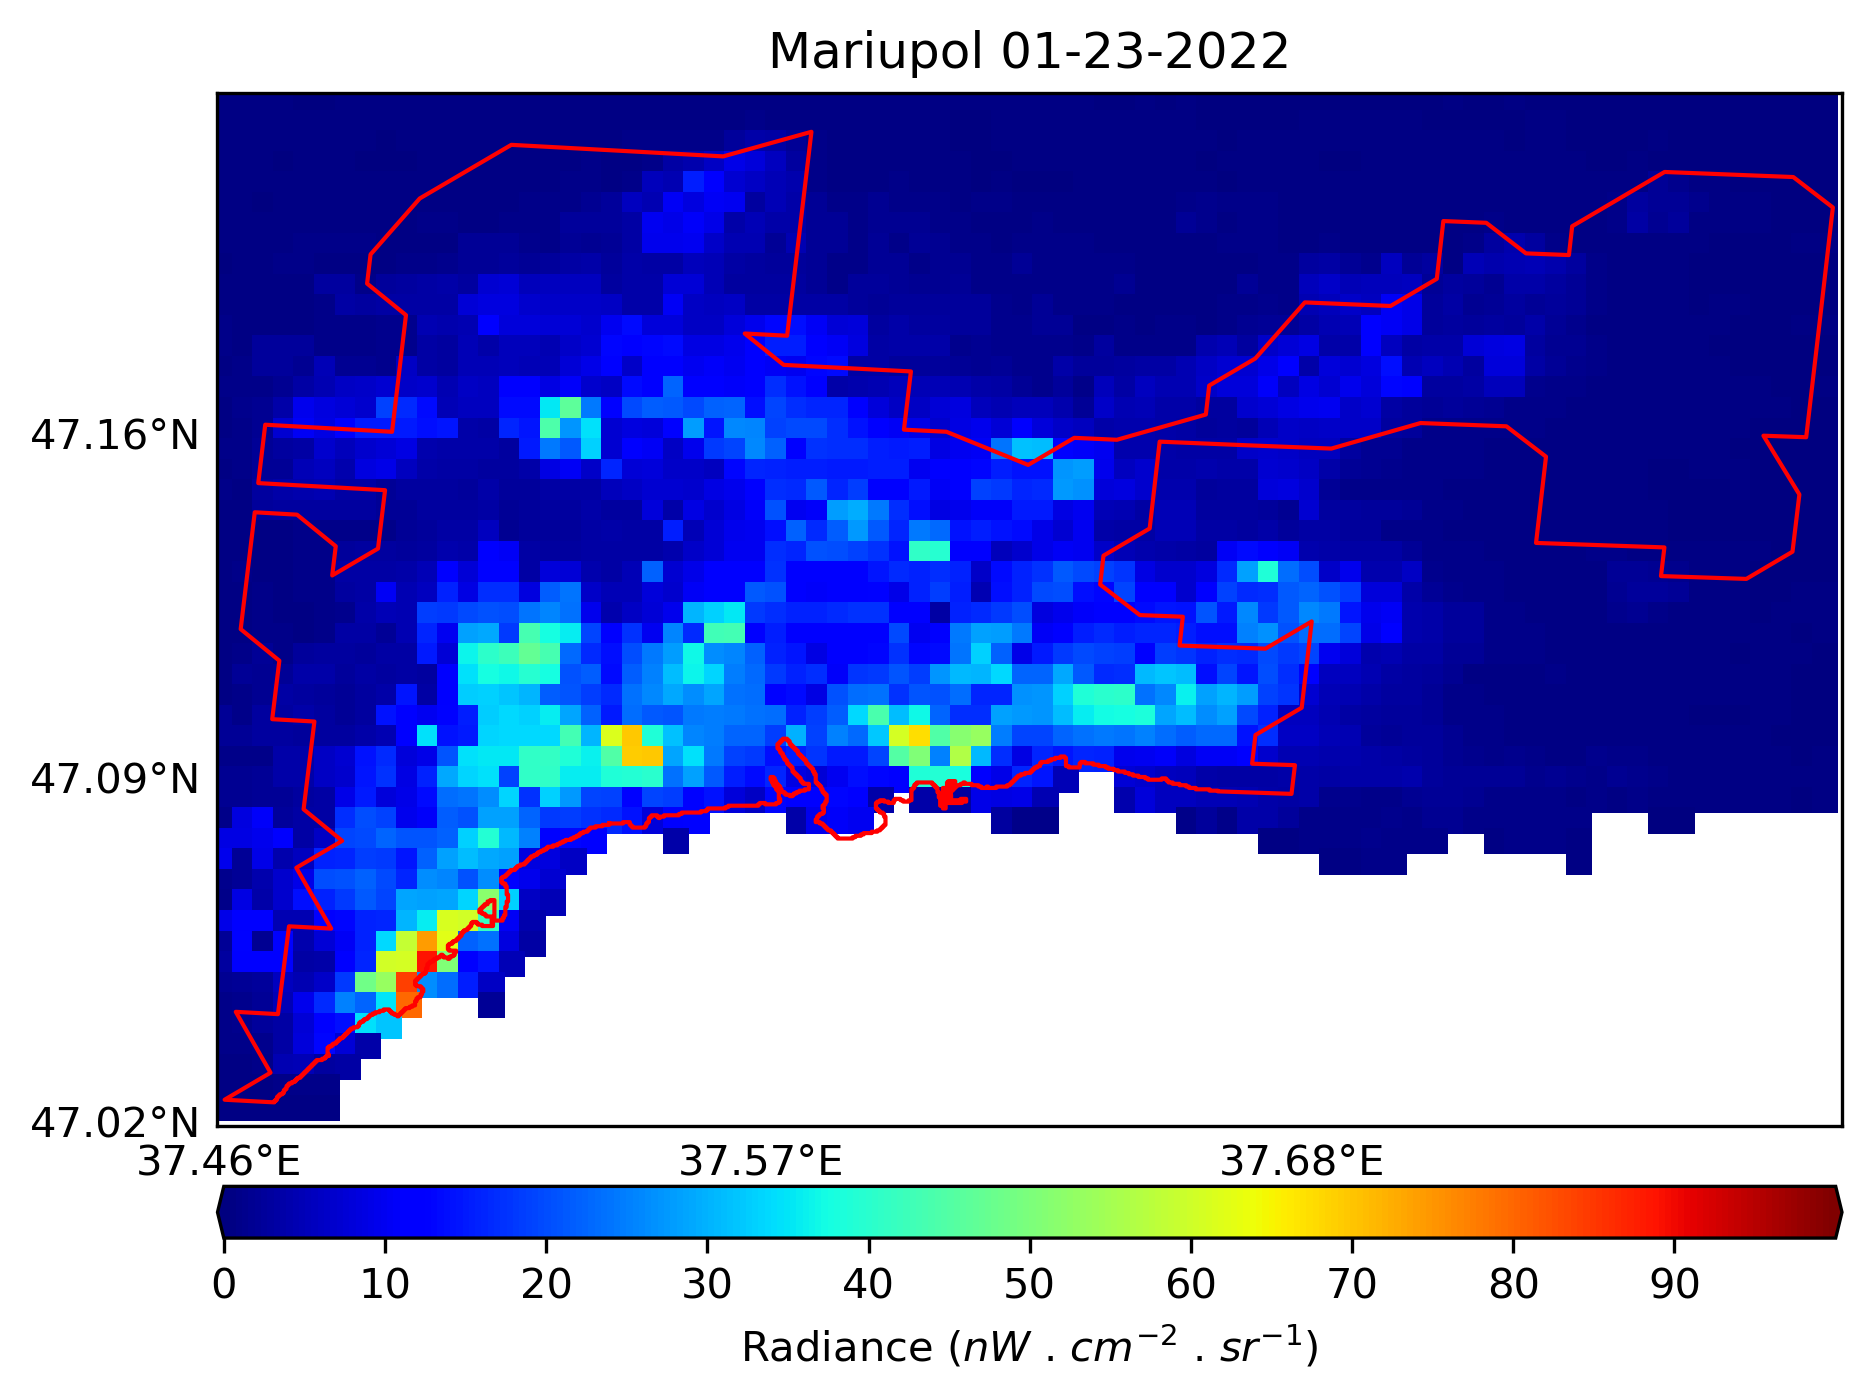 Mariupol 01-23-2022
47.16°N
47.09°N
47.02°N
37.46°E 37.57°E 37.68°E
0 10 20 30 40 50 60 70 80 90
Radiance (nW . cm⁻² . sr⁻¹)